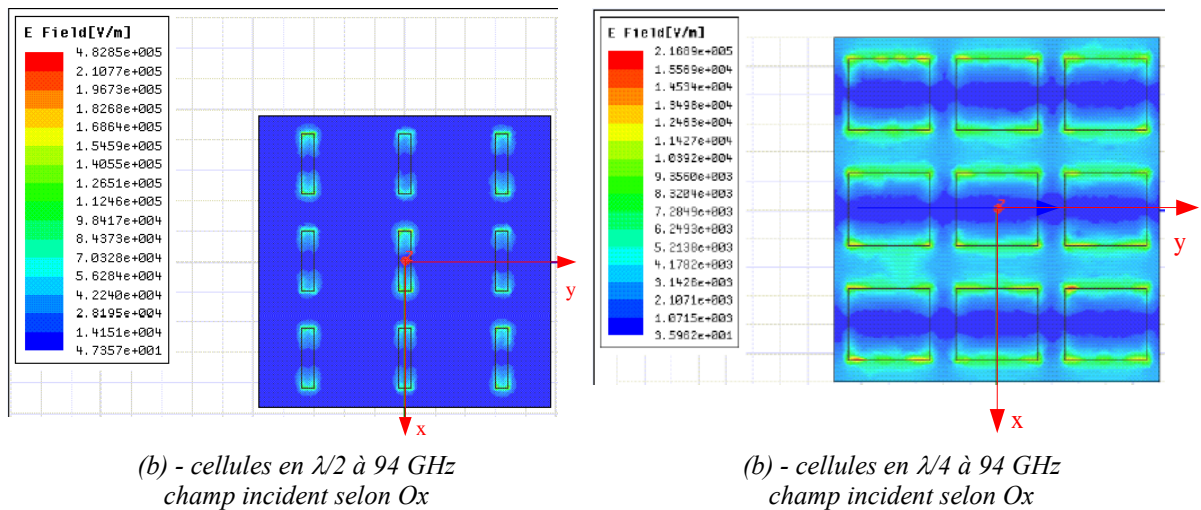 E Field[V/m]
4.8285e+005
2.1077e+005
1.9673e+005
1.8268e+005
1.6864e+005
1.5459e+005
1.4055e+005
1.2651e+005
1.1246e+005
9.8417e+004
8.4373e+004
7.0328e+004
5.6284e+004
4.2240e+004
2.8195e+004
1.4151e+004
4.7357e+001
y
x
(b) - cellules en λ/2 à 94 GHz
champ incident selon Ox
E Field[V/m]
2.1689e+005
1.5569e+004
1.4534e+004
1.3498e+004
1.2463e+004
1.1427e+004
1.0392e+004
9.3560e+003
8.3204e+003
7.2849e+003
6.2493e+003
5.2138e+003
4.1782e+003
3.1426e+003
2.1071e+003
1.0715e+003
3.5962e+001
y
x
(b) - cellules en λ/4 à 94 GHz
champ incident selon Ox